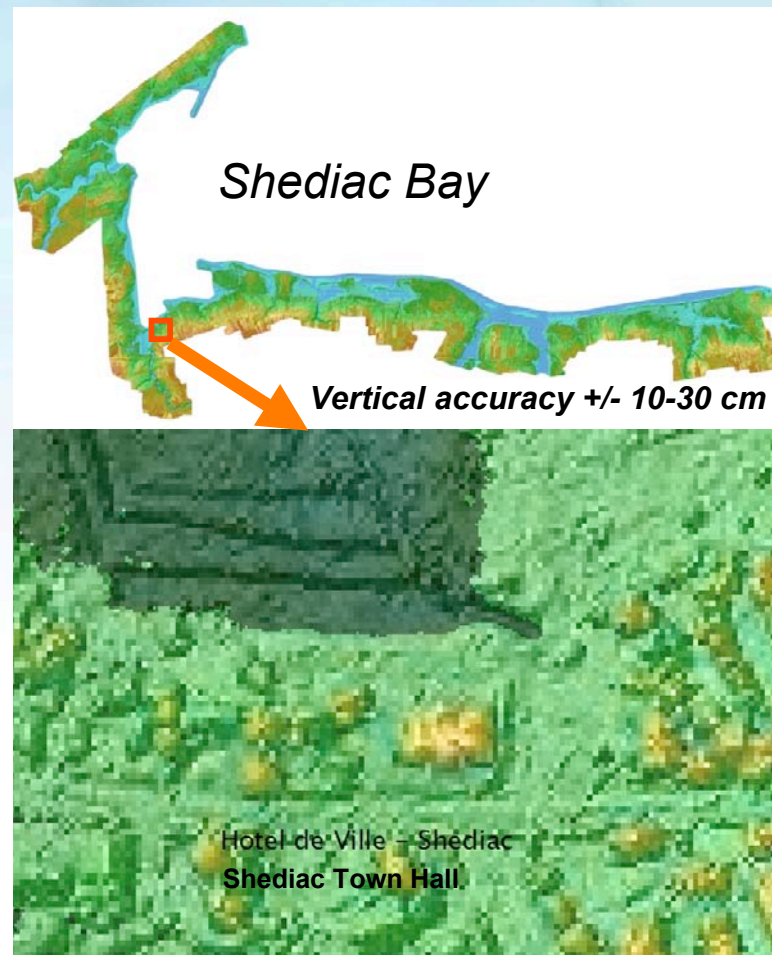 Shediac Bay
Vertical accuracy +/- 10-30 cm
Hotel de Ville - Shediac
Shediac Town Hall